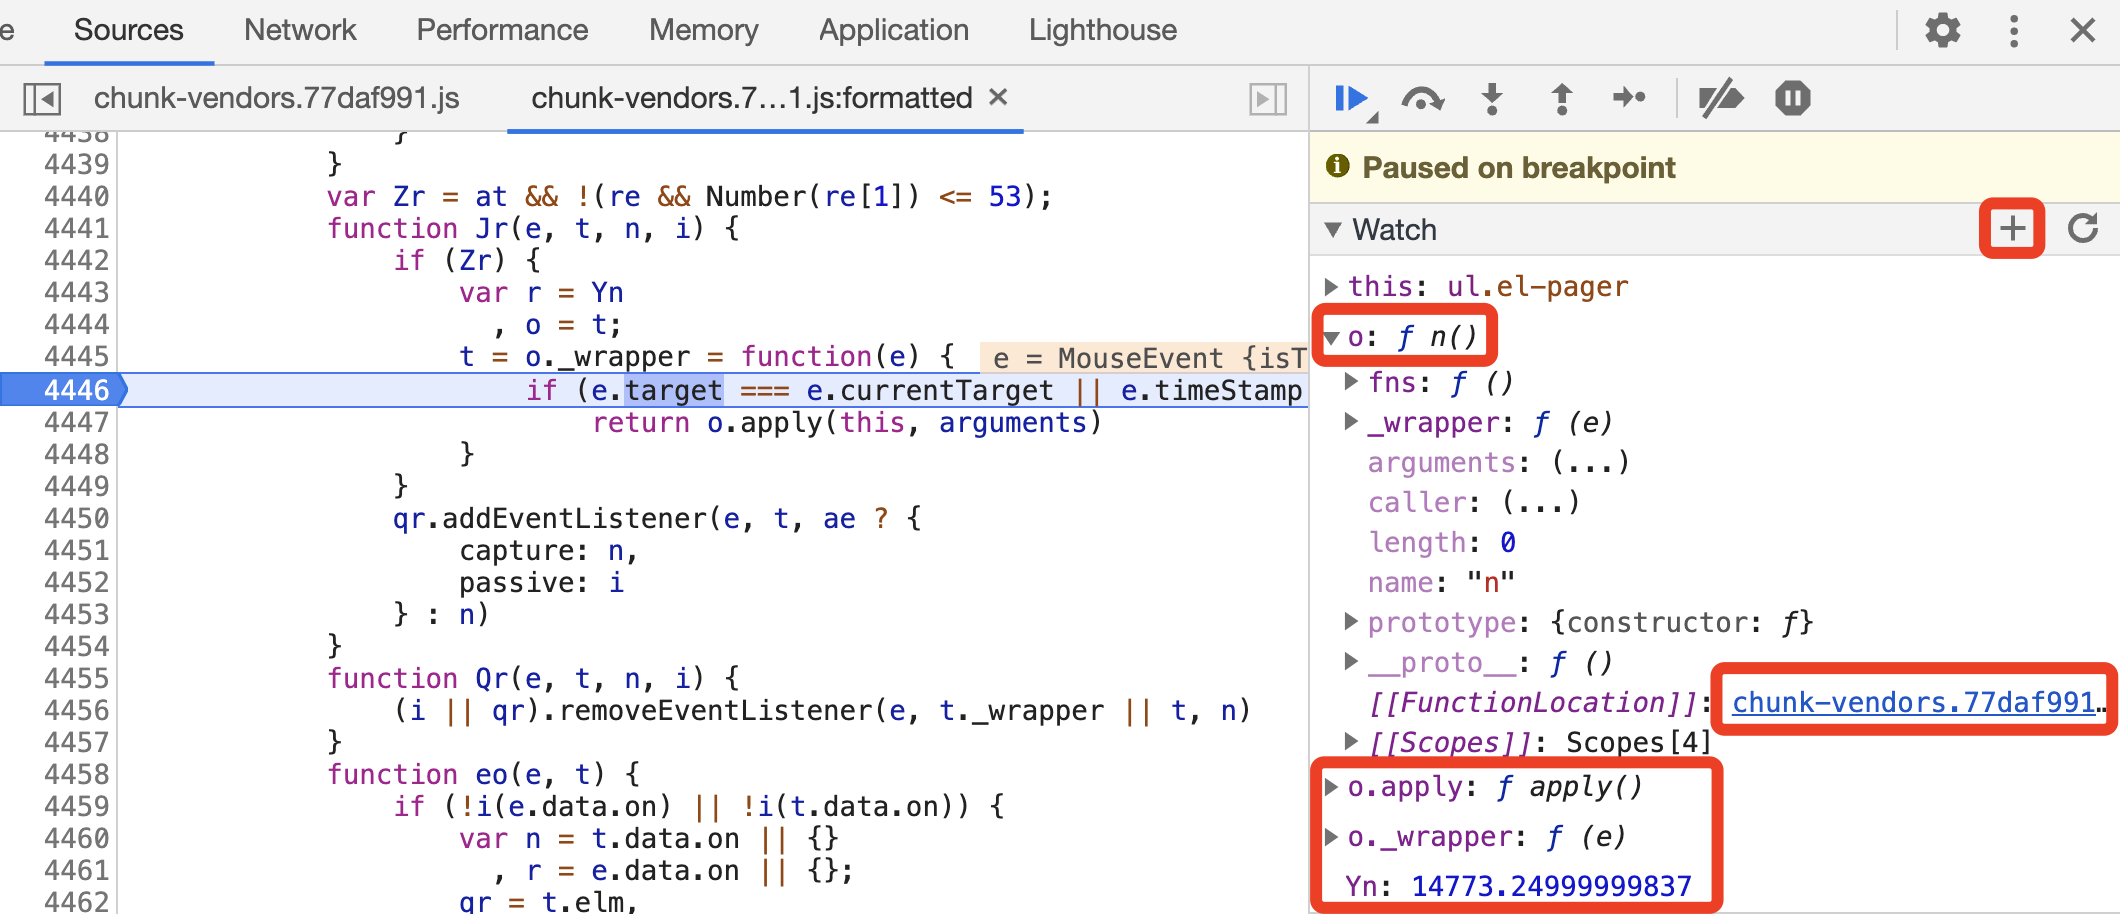 e Sources Network Performance Memory Application Lighthouse
chunk-vendors.77daf991.js chunk-vendors.7…1.js:formatted ×
4438 }
4439 }
4440 var Zr = at && !(re && Number(re[1]) <= 53);
4441 function Jr(e, t, n, i) {
4442 if (Zr) {
4443 var r = Yn
4444 , o = t;
4445 t = o._wrapper = function(e) { e = MouseEvent {isT
4446 if (e.target === e.currentTarget || e.timeStamp
4447 return o.apply(this, arguments)
4448 }
4449 }
4450 qr.addEventListener(e, t, ae ? {
4451 capture: n,
4452 passive: i
4453 } : n)
4454 }
4455 function Qr(e, t, n, i) {
4456 (i || qr).removeEventListener(e, t._wrapper || t, n)
4457 }
4458 function eo(e, t) {
4459 if (!i(e.data.on) || !i(t.data.on)) {
4460 var n = t.data.on || {}
4461 , r = e.data.on || {};
4462 qr = t.elm,
Paused on breakpoint
Watch
this: ul.el-pager
o: ƒ n()
fns: ƒ ()
_wrapper: ƒ (e)
arguments: (...)
caller: (...)
length: 0
name: "n"
prototype: {constructor: ƒ}
__proto__: ƒ ()
[[FunctionLocation]]: chunk-vendors.77daf991…
[[Scopes]]: Scopes[4]
o.apply: ƒ apply()
o._wrapper: ƒ (e)
Yn: 14773.24999999837